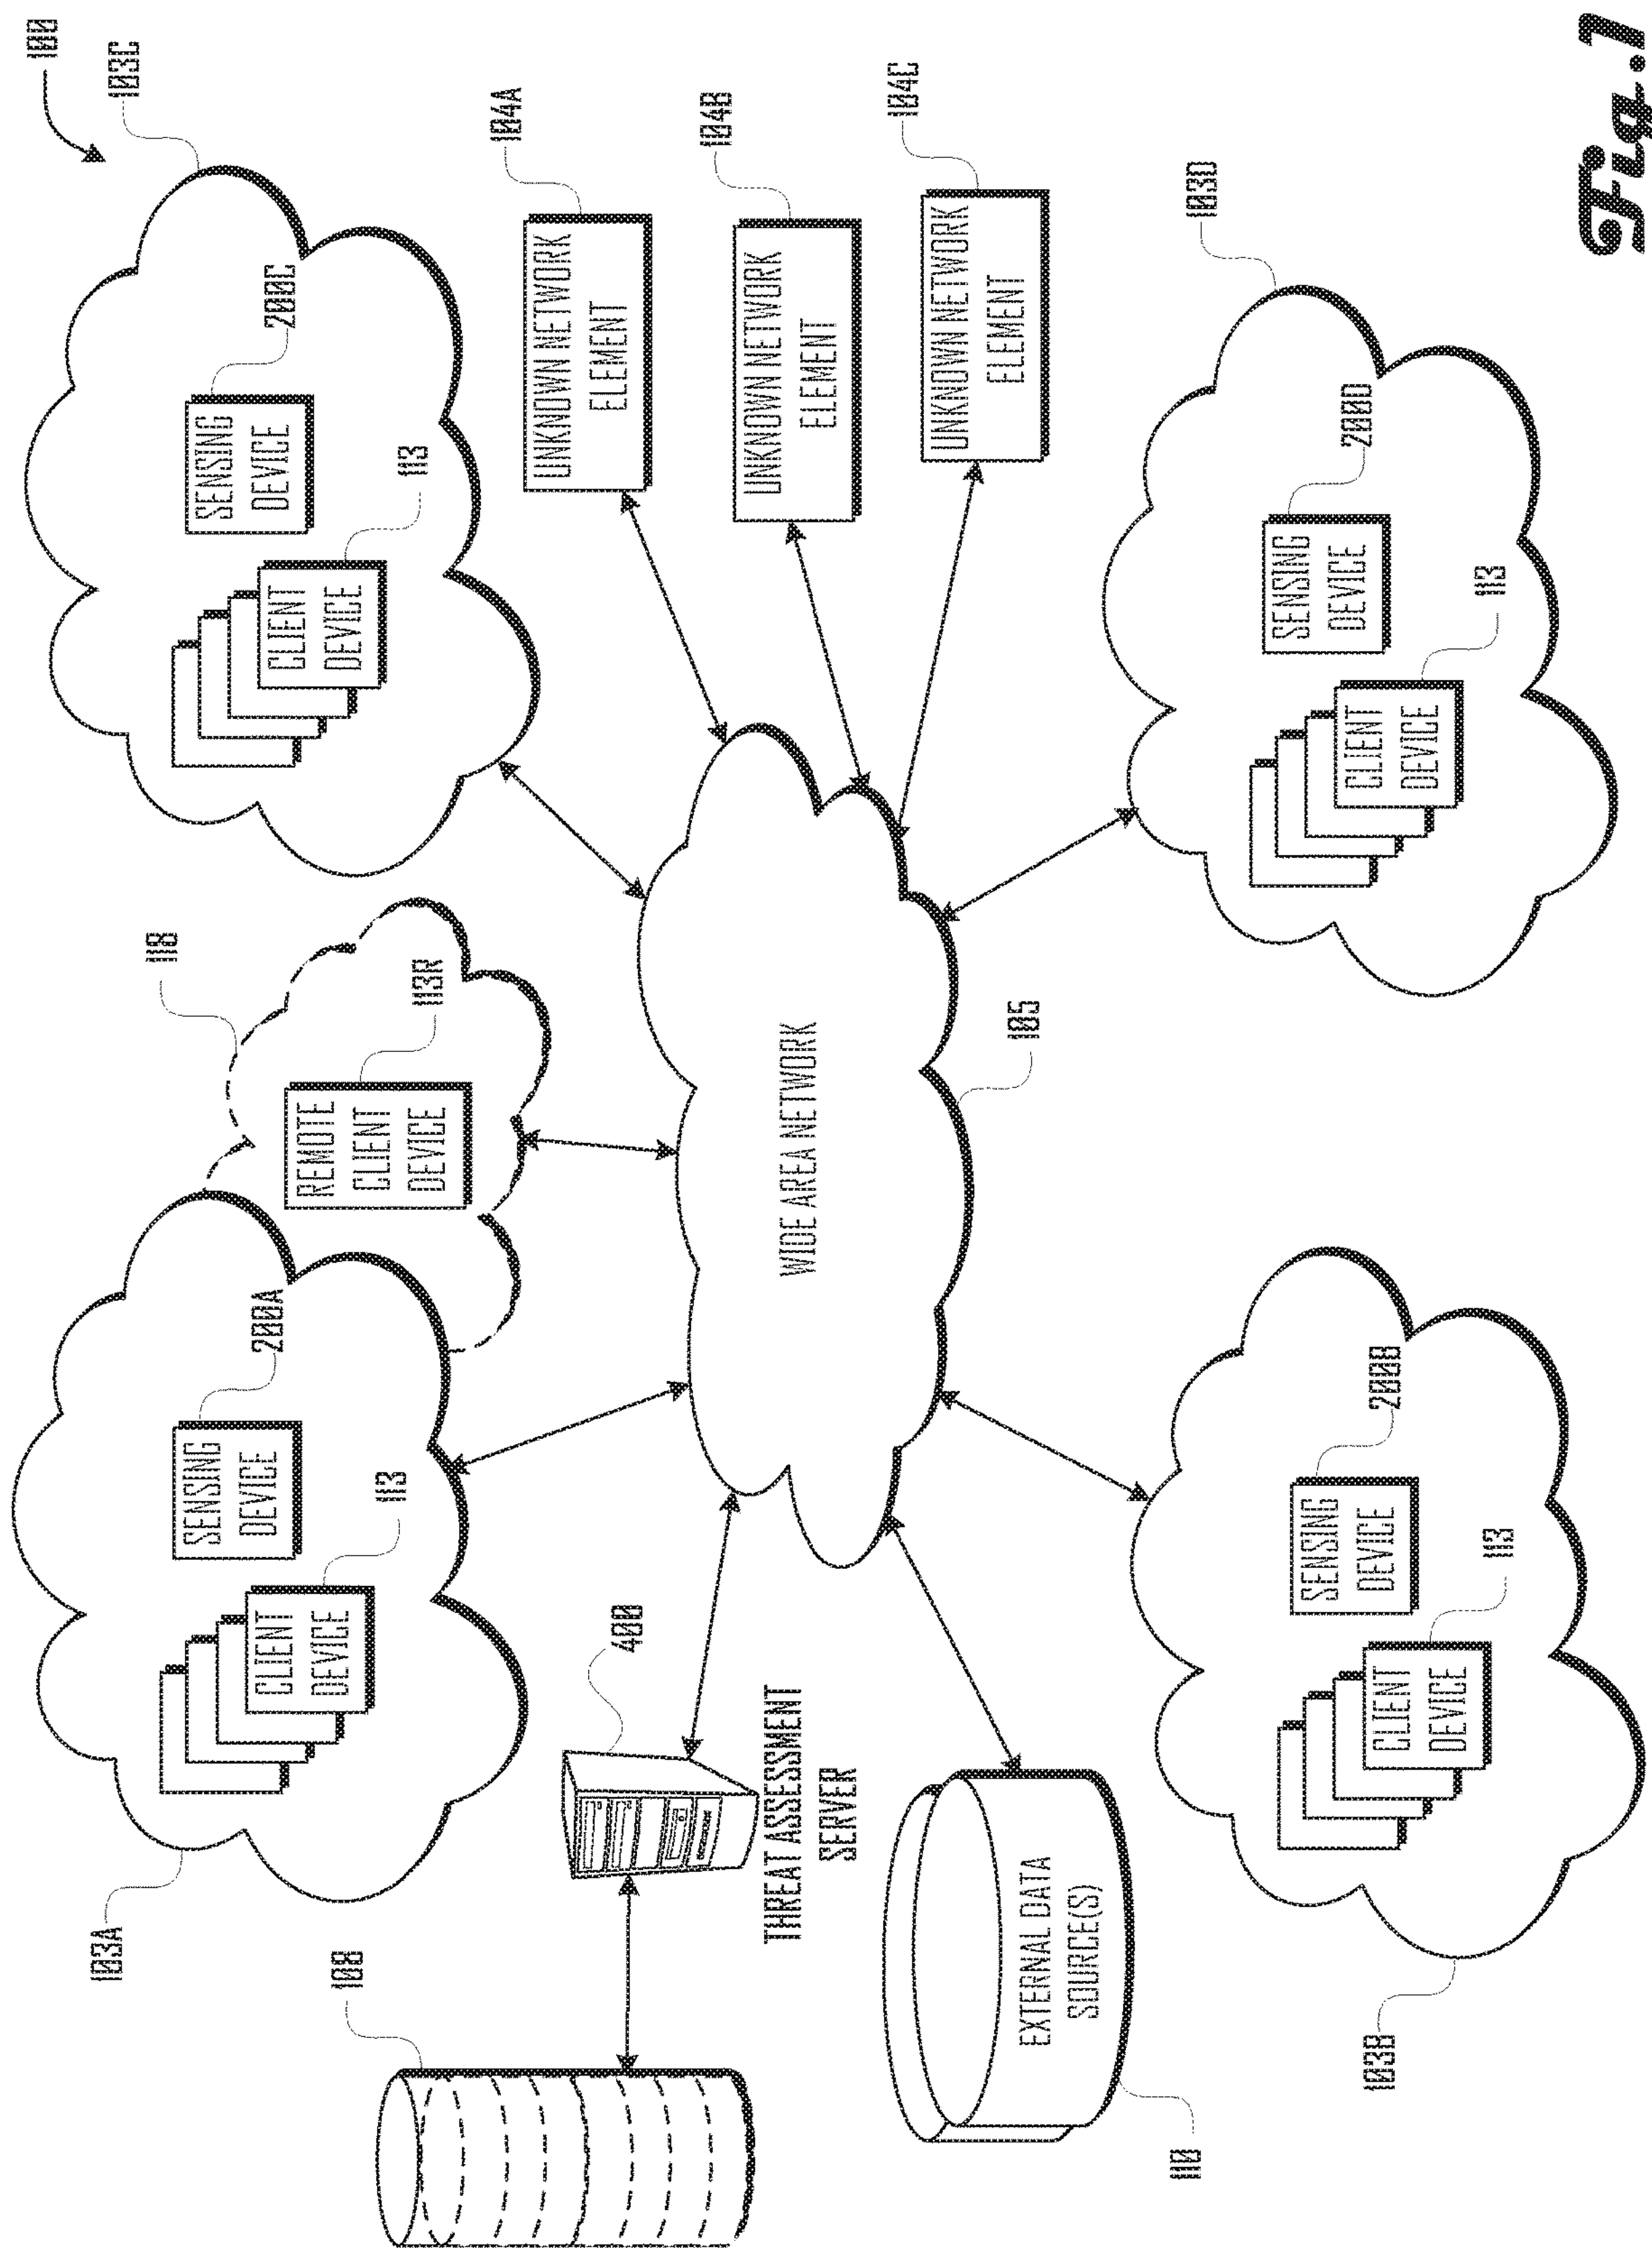 100
103A
200A
SENSING
DEVICE
113
CLIENT
DEVICE
118
113R
REMOTE
CLIENT
DEVICE
103C
200C
SENSING
DEVICE
113
CLIENT
DEVICE
108
400
THREAT ASSESSMENT
SERVER
104A
UNKNOWN NETWORK
ELEMENT
104B
UNKNOWN NETWORK
ELEMENT
104C
UNKNOWN NETWORK
ELEMENT
WIDE AREA NETWORK
105
EXTERNAL DATA
SOURCE(S)
110
103B
200B
SENSING
DEVICE
113
CLIENT
DEVICE
103D
200D
SENSING
DEVICE
113
CLIENT
DEVICE
Fig.1